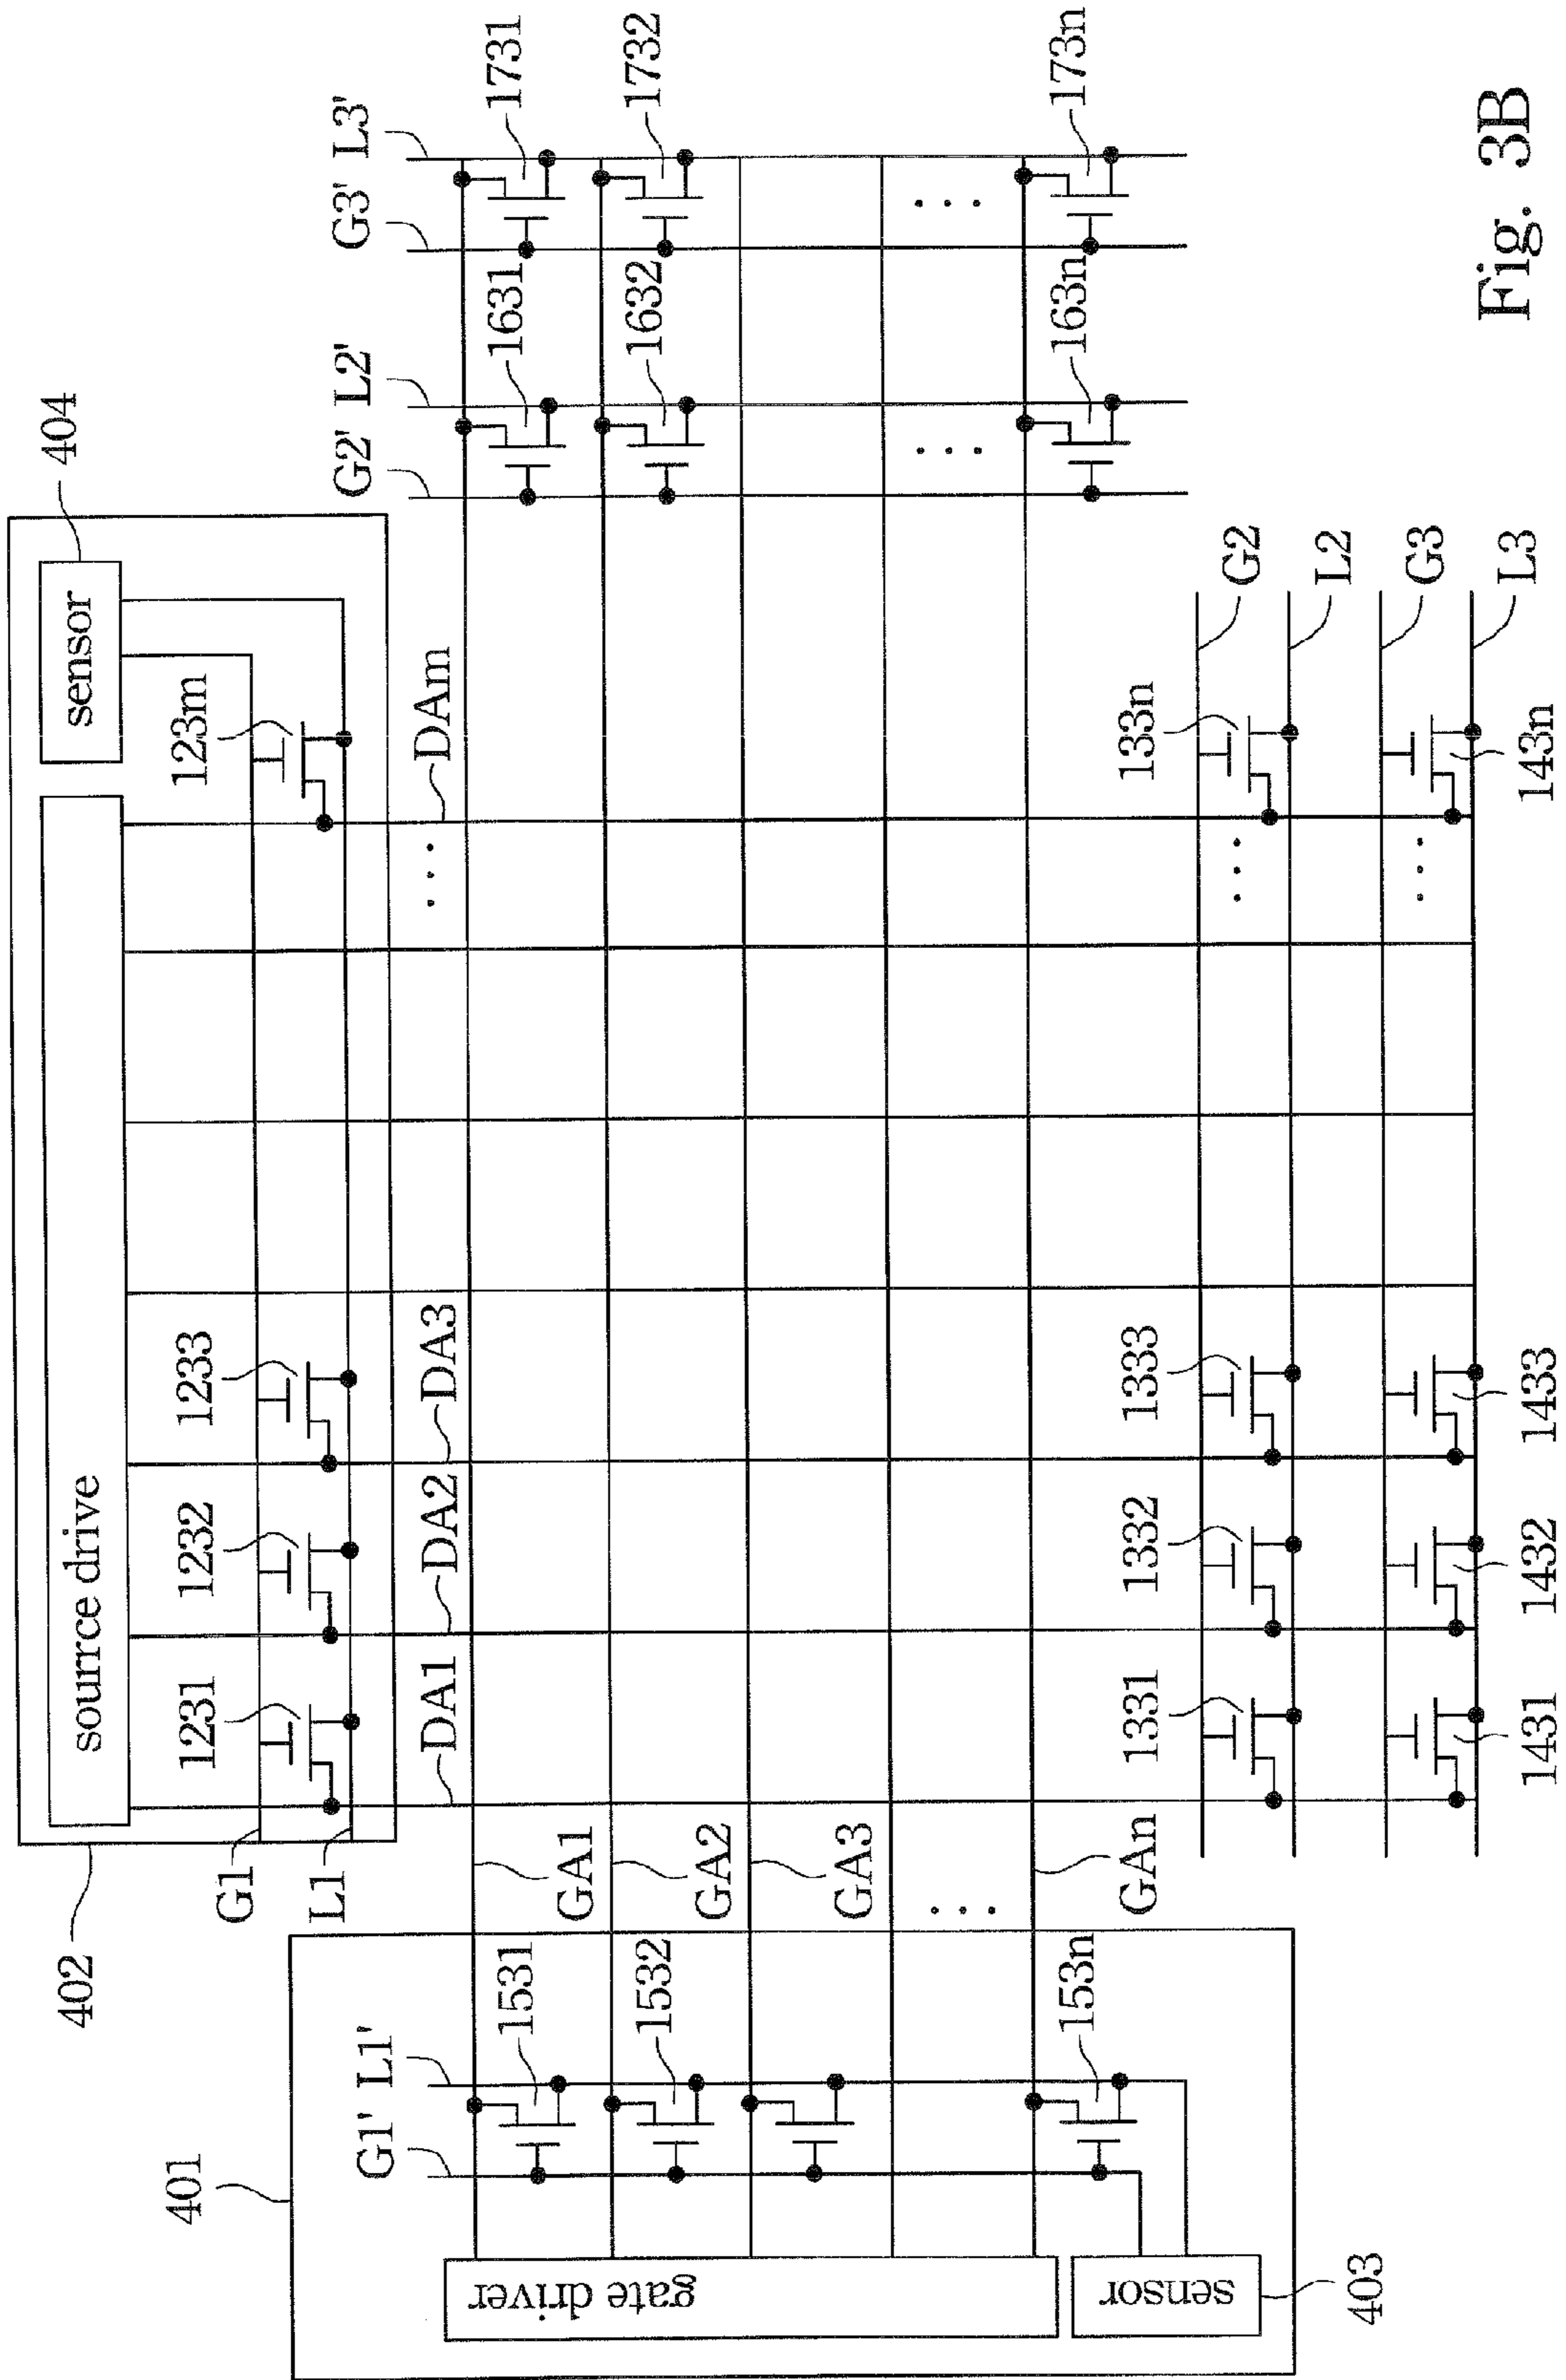 402
source drive
sensor
404
1231
1232
1233
123m
G1
L1
DA1
DA2
DA3
DAm
...
401
G1'
L1'
G2'
L2'
G3'
L3'
1531
1631
1731
1532
1632
1732
GA1
GA2
GA3
GAn
...
...
...
153n
163n
173n
gate driver
sensor
403
1331
1332
1333
133n
G2
L2
...
G3
L3
...
1431
1432
1433
143n
Fig. 3B